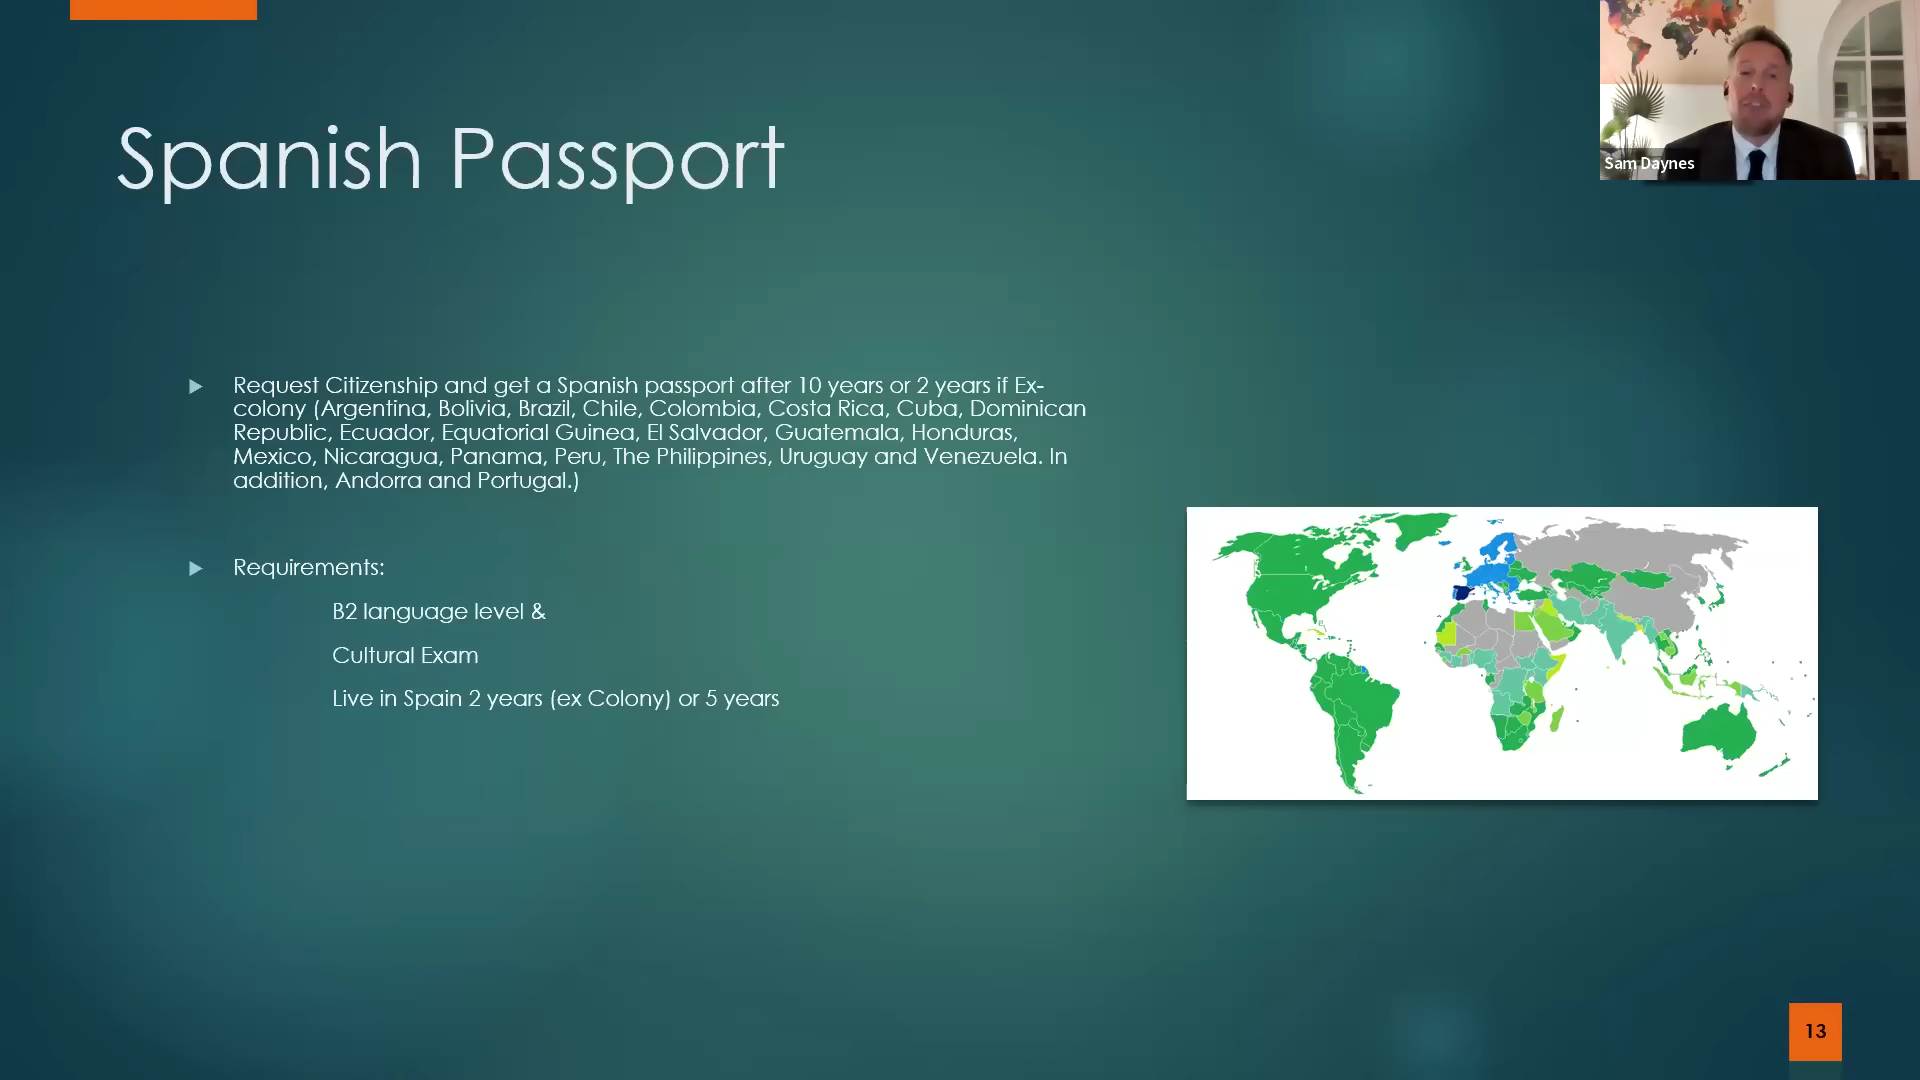 Sam Daynes
Spanish Passport
Request Citizenship and get a Spanish passport after 10 years or 2 years if Ex-
colony (Argentina, Bolivia, Brazil, Chile, Colombia, Costa Rica, Cuba, Dominican
Republic, Ecuador, Equatorial Guinea, El Salvador, Guatemala, Honduras,
Mexico, Nicaragua, Panama, Peru, The Philippines, Uruguay and Venezuela. In
addition, Andorra and Portugal.)
Requirements:
B2 language level &
Cultural Exam
Live in Spain 2 years (ex Colony) or 5 years
13